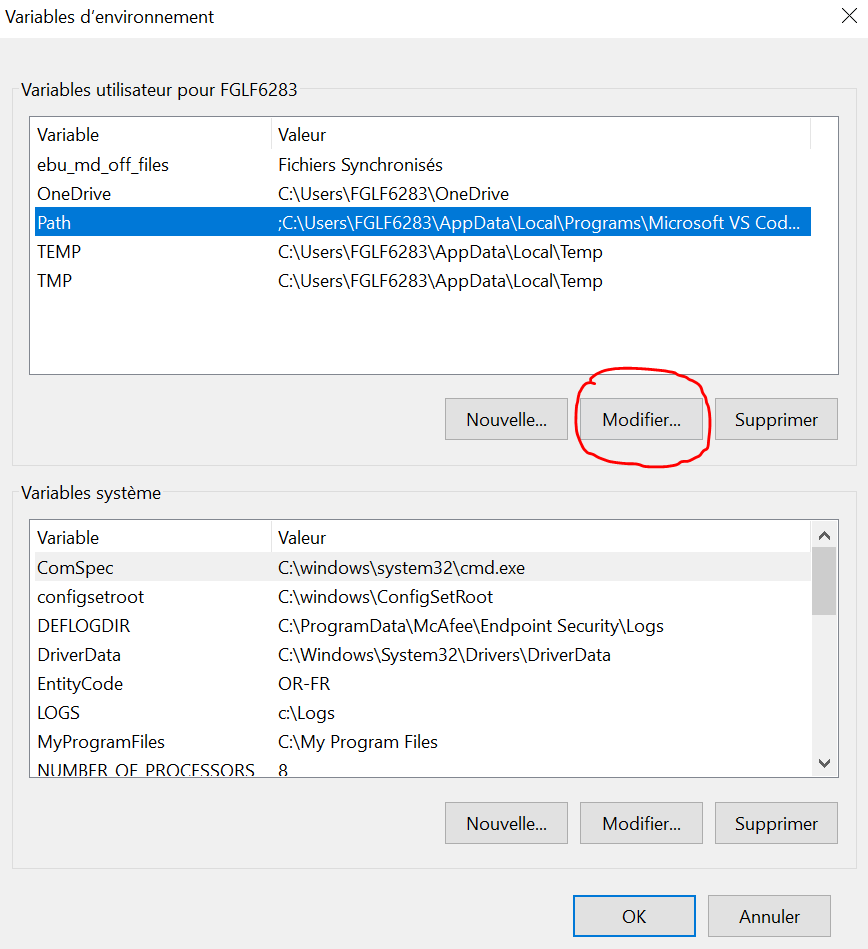 Variables d’environnement
Variables utilisateur pour FGLF6283
Variable Valeur
ebu_md_off_files Fichiers Synchronisés
OneDrive C:\Users\FGLF6283\OneDrive
Path ;C:\Users\FGLF6283\AppData\Local\Programs\Microsoft VS Cod...
TEMP C:\Users\FGLF6283\AppData\Local\Temp
TMP C:\Users\FGLF6283\AppData\Local\Temp
Nouvelle... Modifier... Supprimer
Variables système
Variable Valeur
ComSpec C:\windows\system32\cmd.exe
configsetroot C:\windows\ConfigSetRoot
DEFLOGDIR C:\ProgramData\McAfee\Endpoint Security\Logs
DriverData C:\Windows\System32\Drivers\DriverData
EntityCode OR-FR
LOGS c:\Logs
MyProgramFiles C:\My Program Files
NUMBER_OF_PROCESSORS 8
Nouvelle... Modifier... Supprimer
OK Annuler